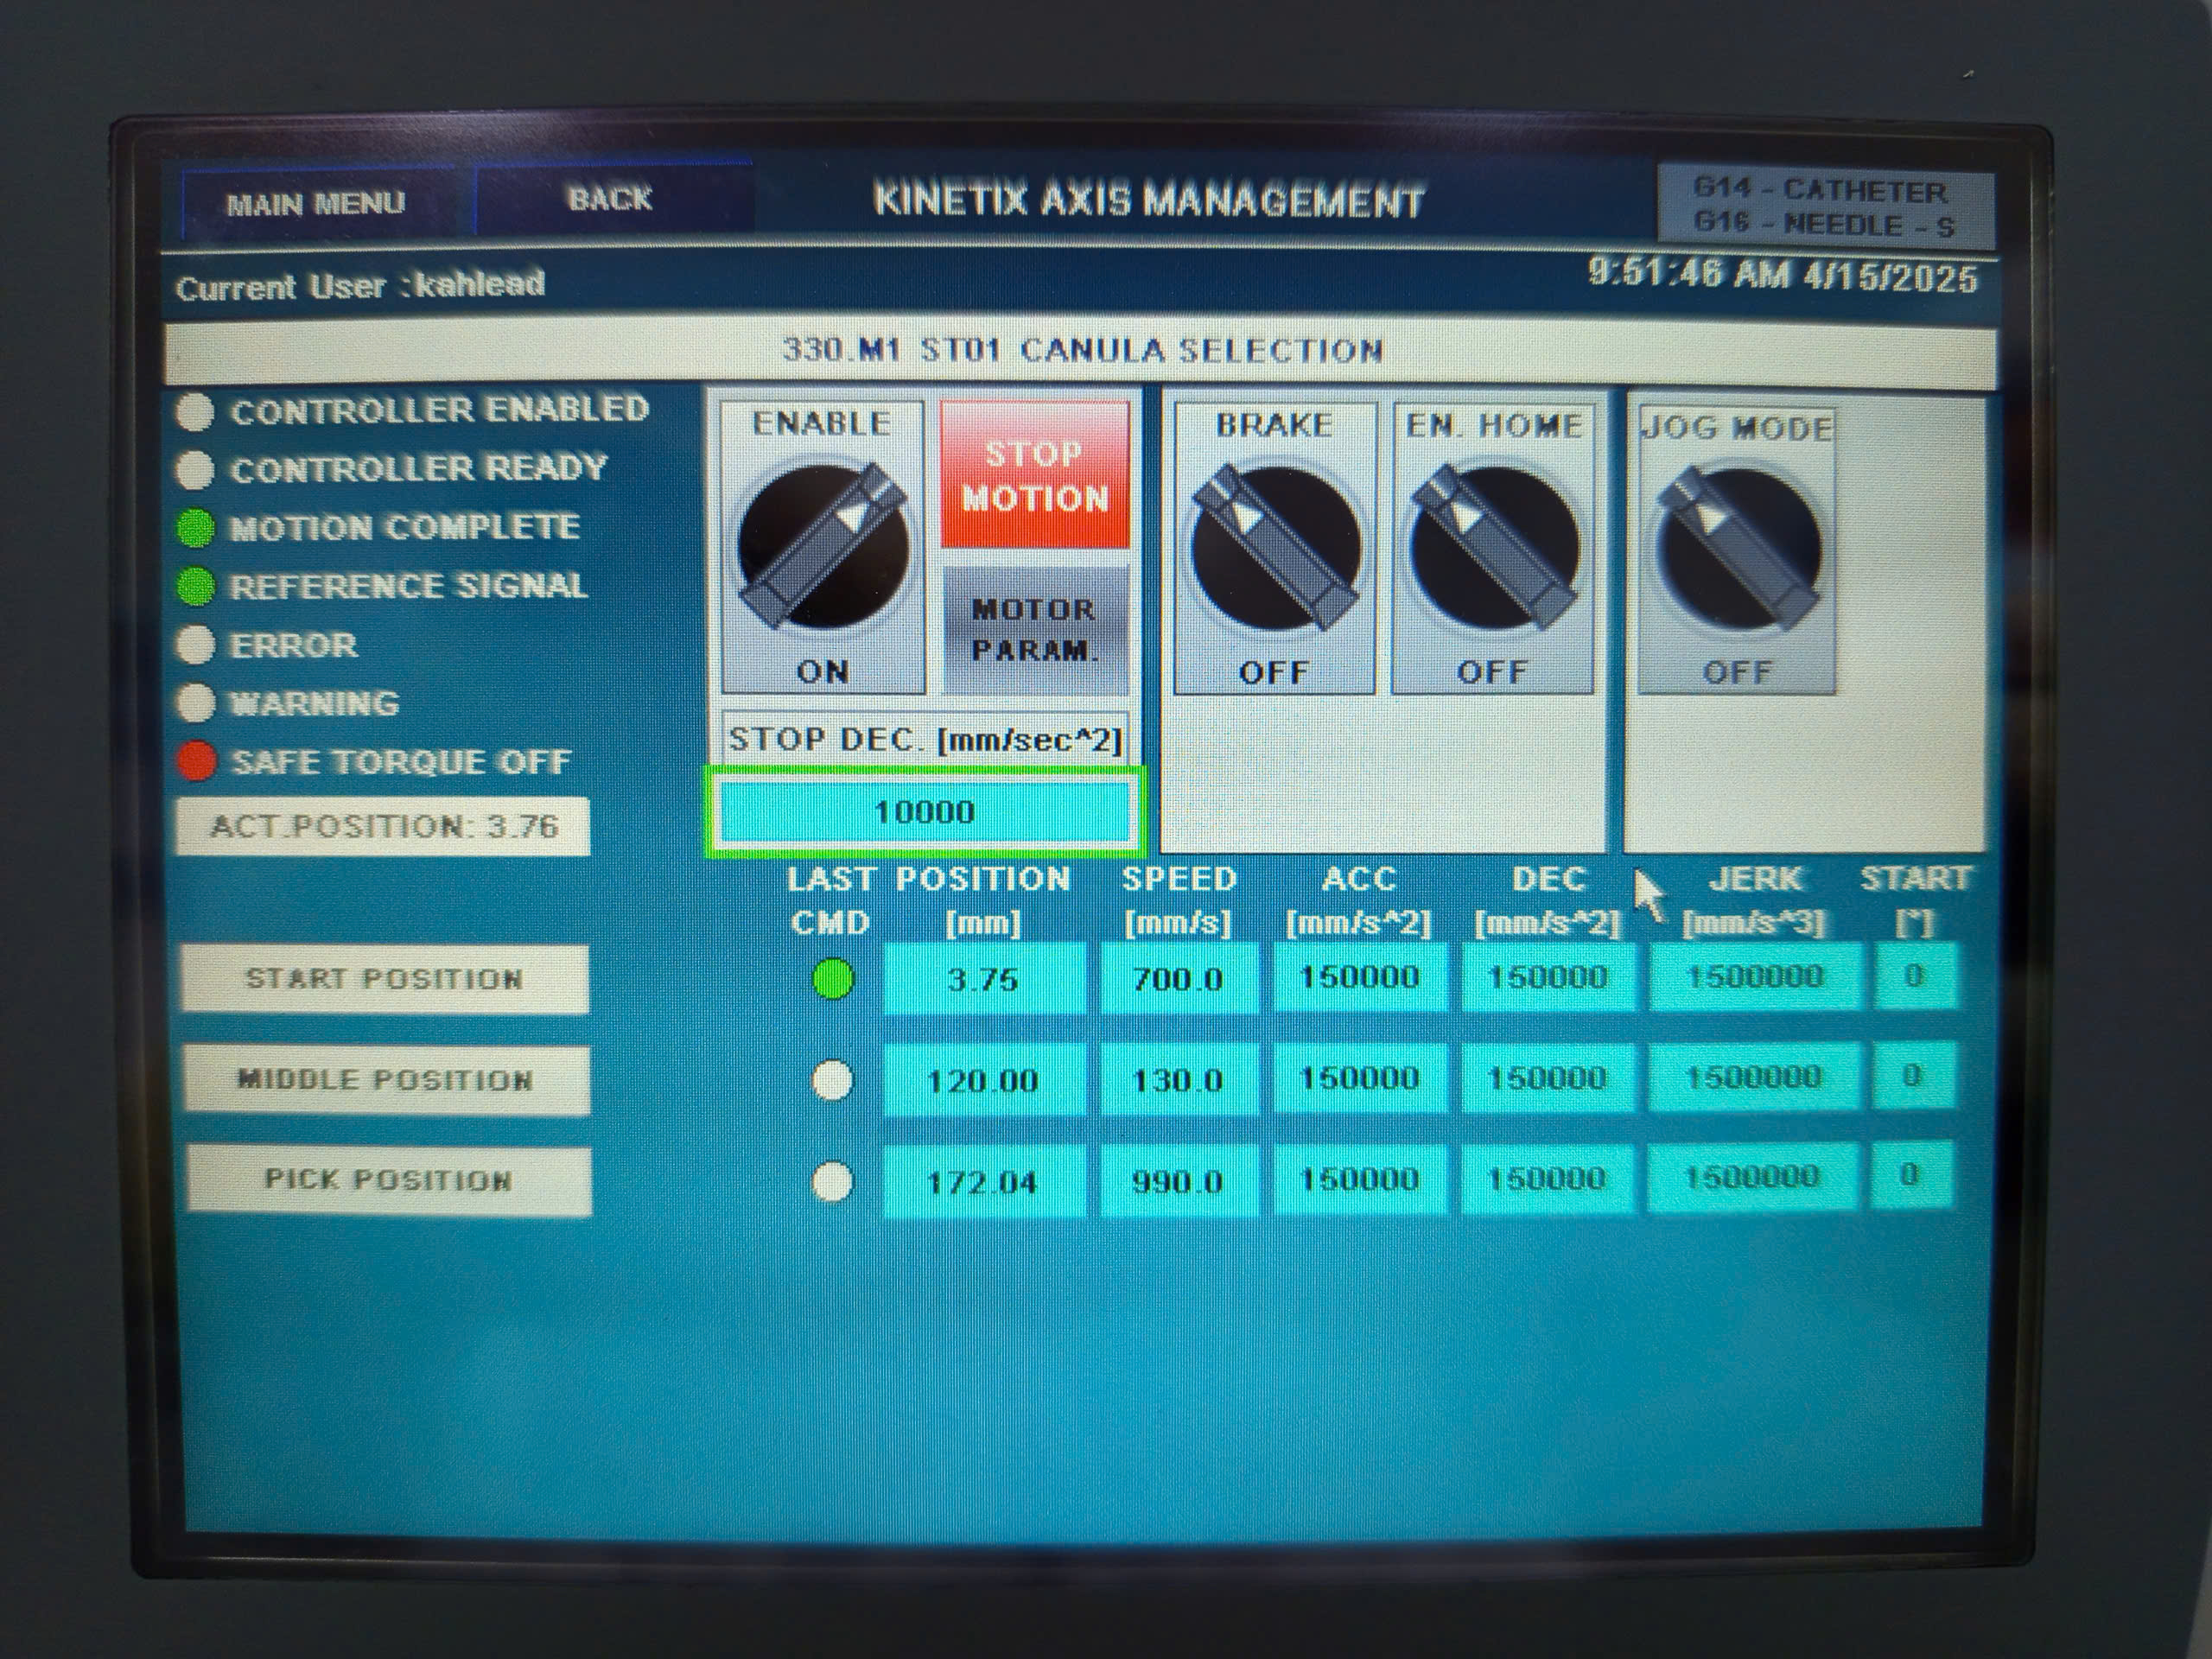 MAIN MENU
BACK
KINETIX AXIS MANAGEMENT
G14 - CATHETER
G16 - NEEDLE - S
Current User :kahlead
9:51:46 AM 4/15/2025
330.M1 ST01 CANULA SELECTION
CONTROLLER ENABLED
CONTROLLER READY
MOTION COMPLETE
REFERENCE SIGNAL
ERROR
WARNING
SAFE TORQUE OFF
ACT.POSITION: 3.76
ENABLE
ON
STOP
MOTION
MOTOR
PARAM.
STOP DEC. [mm/sec^2]
10000
BRAKE
OFF
EN. HOME
OFF
JOG MODE
OFF
LAST POSITION SPEED ACC DEC JERK START
CMD [mm] [mm/s] [mm/s^2] [mm/s^2] [mm/s^3] [°]
START POSITION 3.75 700.0 150000 150000 1500000 0
MIDDLE POSITION 120.00 130.0 150000 150000 1500000 0
PICK POSITION 172.04 990.0 150000 150000 1500000 0